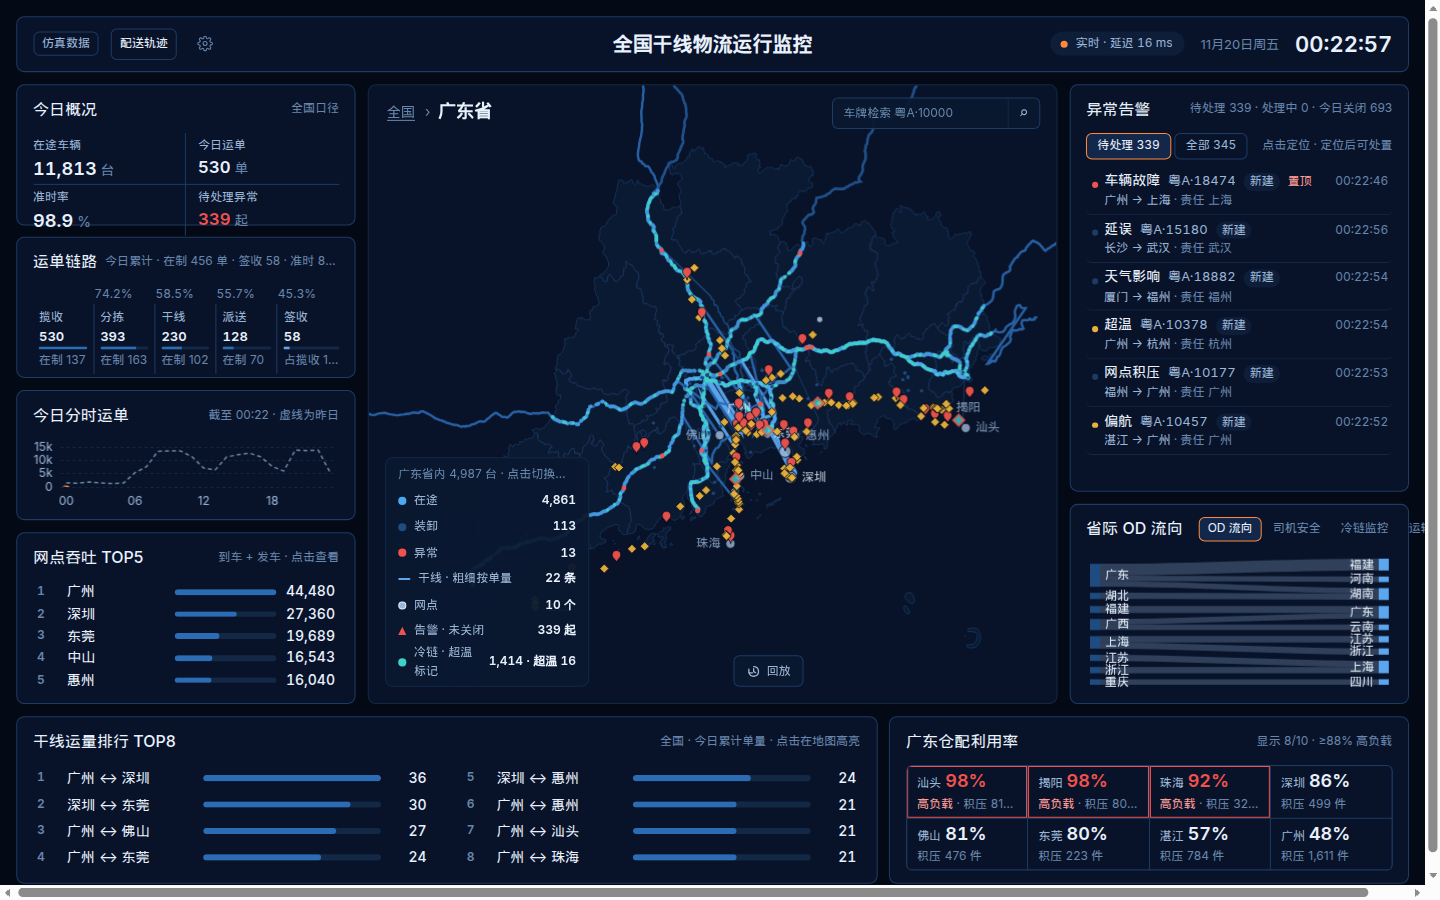 仿真数据
配送轨迹
全国干线物流运行监控
实时 · 延迟 16 ms
11月20日周五
00:22:57
今日概况
全国口径
在途车辆
11,813 台
今日运单
530 单
准时率
98.9 %
待处理异常
339 起
运单链路
今日累计 · 在制 456 单 · 签收 58 · 准时 8...
74.2%
58.5%
55.7%
45.3%
揽收
530
在制 137
分拣
393
在制 163
干线
230
在制 102
派送
128
在制 70
签收
58
占揽收 1...
今日分时运单
截至 00:22 · 虚线为昨日
15k
10k
5k
0
00
06
12
18
网点吞吐 TOP5
到车 + 发车 · 点击查看
1 广州 44,480
2 深圳 27,360
3 东莞 19,689
4 中山 16,543
5 惠州 16,040
全国 › 广东省
车牌检索 粤A·10000
揭阳
汕头
佛山
惠州
中山
深圳
珠海
广东省内 4,987 台 · 点击切换...
在途 4,861
装卸 113
异常 13
干线 · 粗细按单量 22 条
网点 10 个
告警 · 未关闭 339 起
冷链 · 超温标记 1,414 · 超温 16
回放
异常告警
待处理 339 · 处理中 0 · 今日关闭 693
待处理 339
全部 345
点击定位 · 定位后可处置
车辆故障 粤A·18474 新建 置顶 00:22:46
广州 → 上海 · 责任 上海
延误 粤A·15180 新建 00:22:56
长沙 → 武汉 · 责任 武汉
天气影响 粤A·18882 新建 00:22:54
厦门 → 福州 · 责任 福州
超温 粤A·10378 新建 00:22:54
广州 → 杭州 · 责任 杭州
网点积压 粤A·10177 新建 00:22:53
福州 → 广州 · 责任 广州
偏航 粤A·10457 新建 00:22:52
湛江 → 广州 · 责任 广州
省际 OD 流向
OD 流向
司机安全
冷链监控
广东
湖北
福建
广西
上海
江苏
浙江
重庆
福建
河南
湖南
广东
云南
江苏
浙江
上海
四川
干线运量排行 TOP8
全国 · 今日累计单量 · 点击在地图高亮
1 广州 ↔ 深圳 36
2 深圳 ↔ 东莞 30
3 广州 ↔ 佛山 27
4 广州 ↔ 东莞 24
5 深圳 ↔ 惠州 24
6 广州 ↔ 惠州 21
7 广州 ↔ 汕头 21
8 广州 ↔ 珠海 21
广东仓配利用率
显示 8/10 · ≥88% 高负载
汕头 98%
高负载 · 积压 81...
揭阳 98%
高负载 · 积压 80...
珠海 92%
高负载 · 积压 32...
深圳 86%
积压 499 件
佛山 81%
积压 476 件
东莞 80%
积压 223 件
湛江 57%
积压 784 件
广州 48%
积压 1,611 件